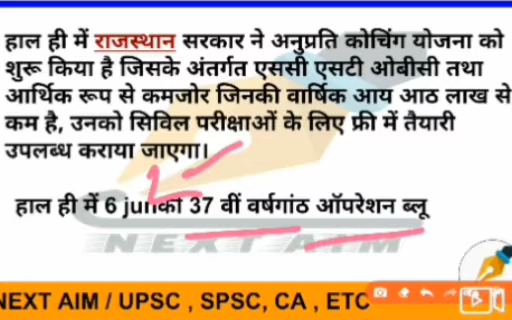 हाल ही में राजस्थान सरकार ने अनुप्रति कोचिंग योजना को
शुरू किया है जिसके अंतर्गत एससी एसटी ओबीसी तथा
आर्थिक रूप से कमजोर जिनकी वार्षिक आय आठ लाख से
कम है, उनको सिविल परीक्षाओं के लिए फ्री में तैयारी
उपलब्ध कराया जाएगा।
हाल ही में 6 junको 37 वीं वर्षगांठ ऑपरेशन ब्लू
NEXT AIM
NEXT AIM / UPSC , SPSC, CA , ETC